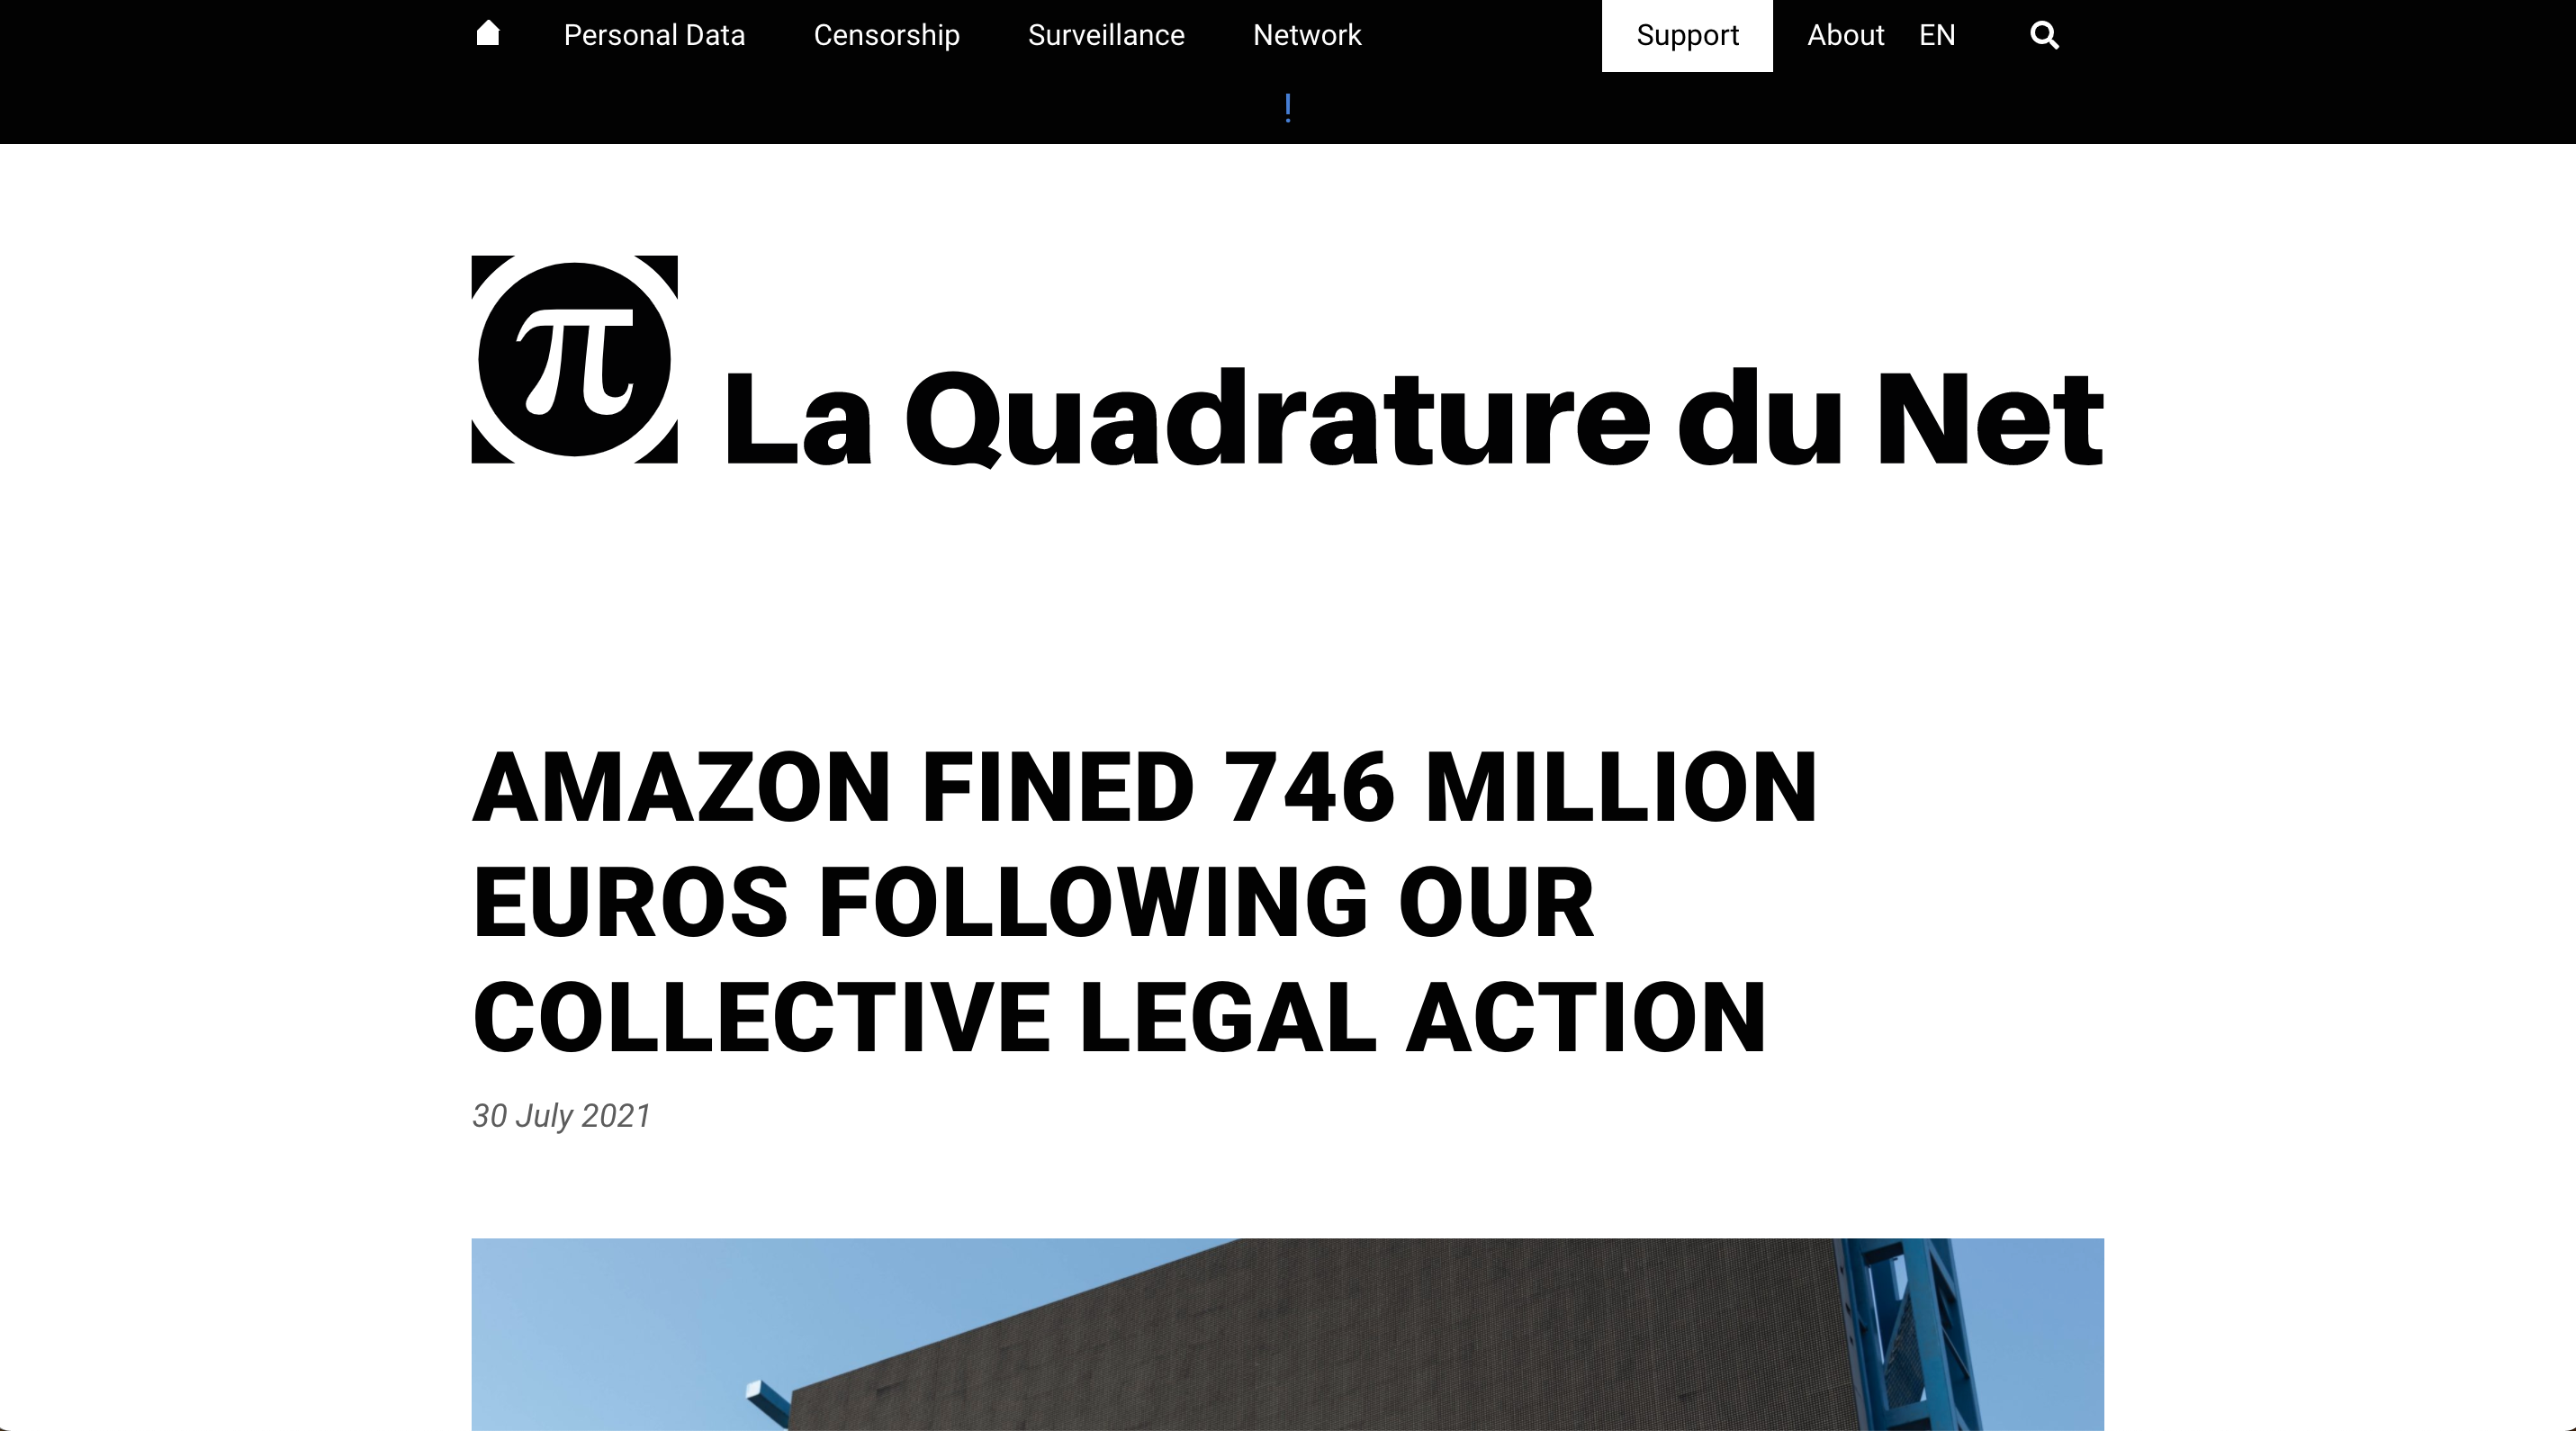 Personal Data Censorship Surveillance Network Support About EN
!
π La Quadrature du Net
AMAZON FINED 746 MILLION
EUROS FOLLOWING OUR
COLLECTIVE LEGAL ACTION
30 July 2021